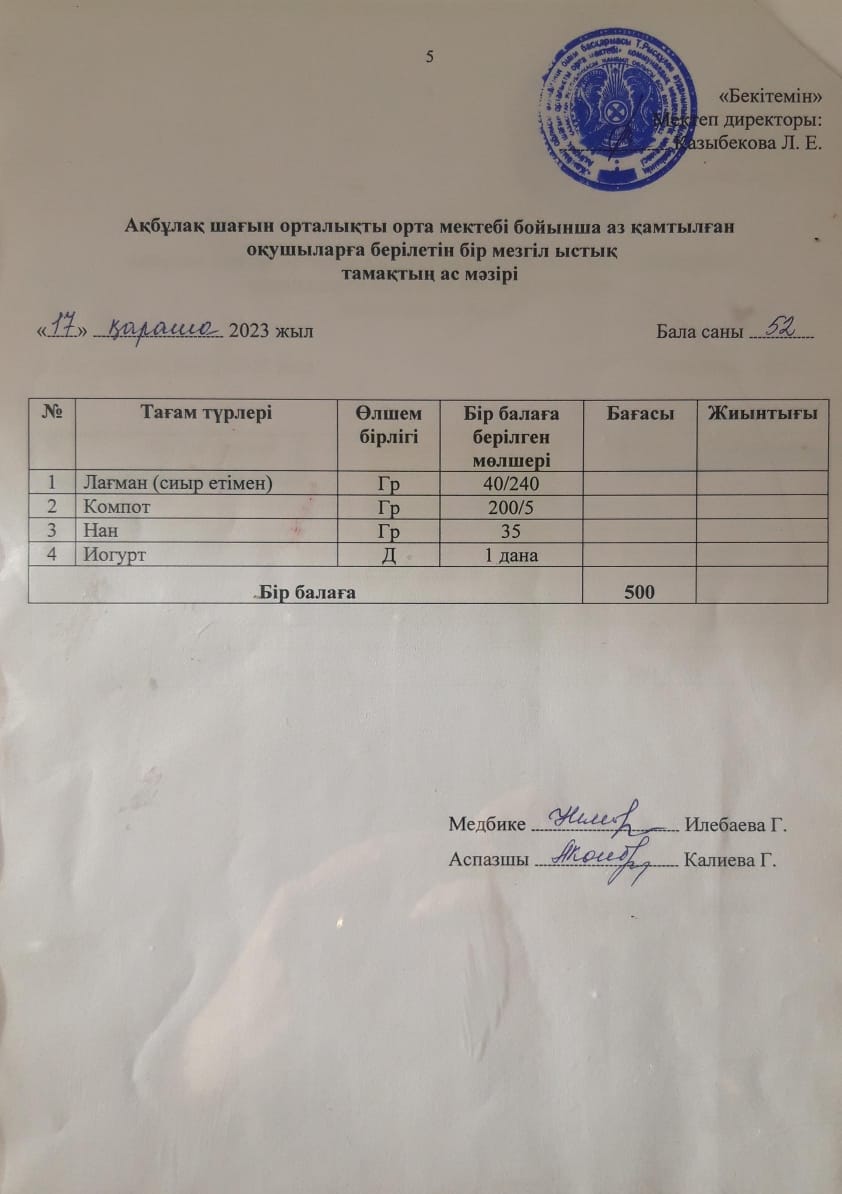 5
«Бекітемін»
Мектеп директоры:
Казыбекова Л. Е.
Ақбұлақ шағын орталықты орта мектебі бойынша аз қамтылған
оқушыларға берілетін бір мезгіл ыстық
тамақтың ас мәзірі
«17» қараша 2023 жыл Бала саны 52
№ Тағам түрлері Өлшем бірлігі Бір балаға берілген мөлшері Бағасы Жиынтығы
1 Лағман (сиыр етімен) Гр 40/240
2 Компот Гр 200/5
3 Нан Гр 35
4 Иогурт Д 1 дана
Бір балаға 500
Медбике Илебаева Г.
Аспазшы Калиева Г.